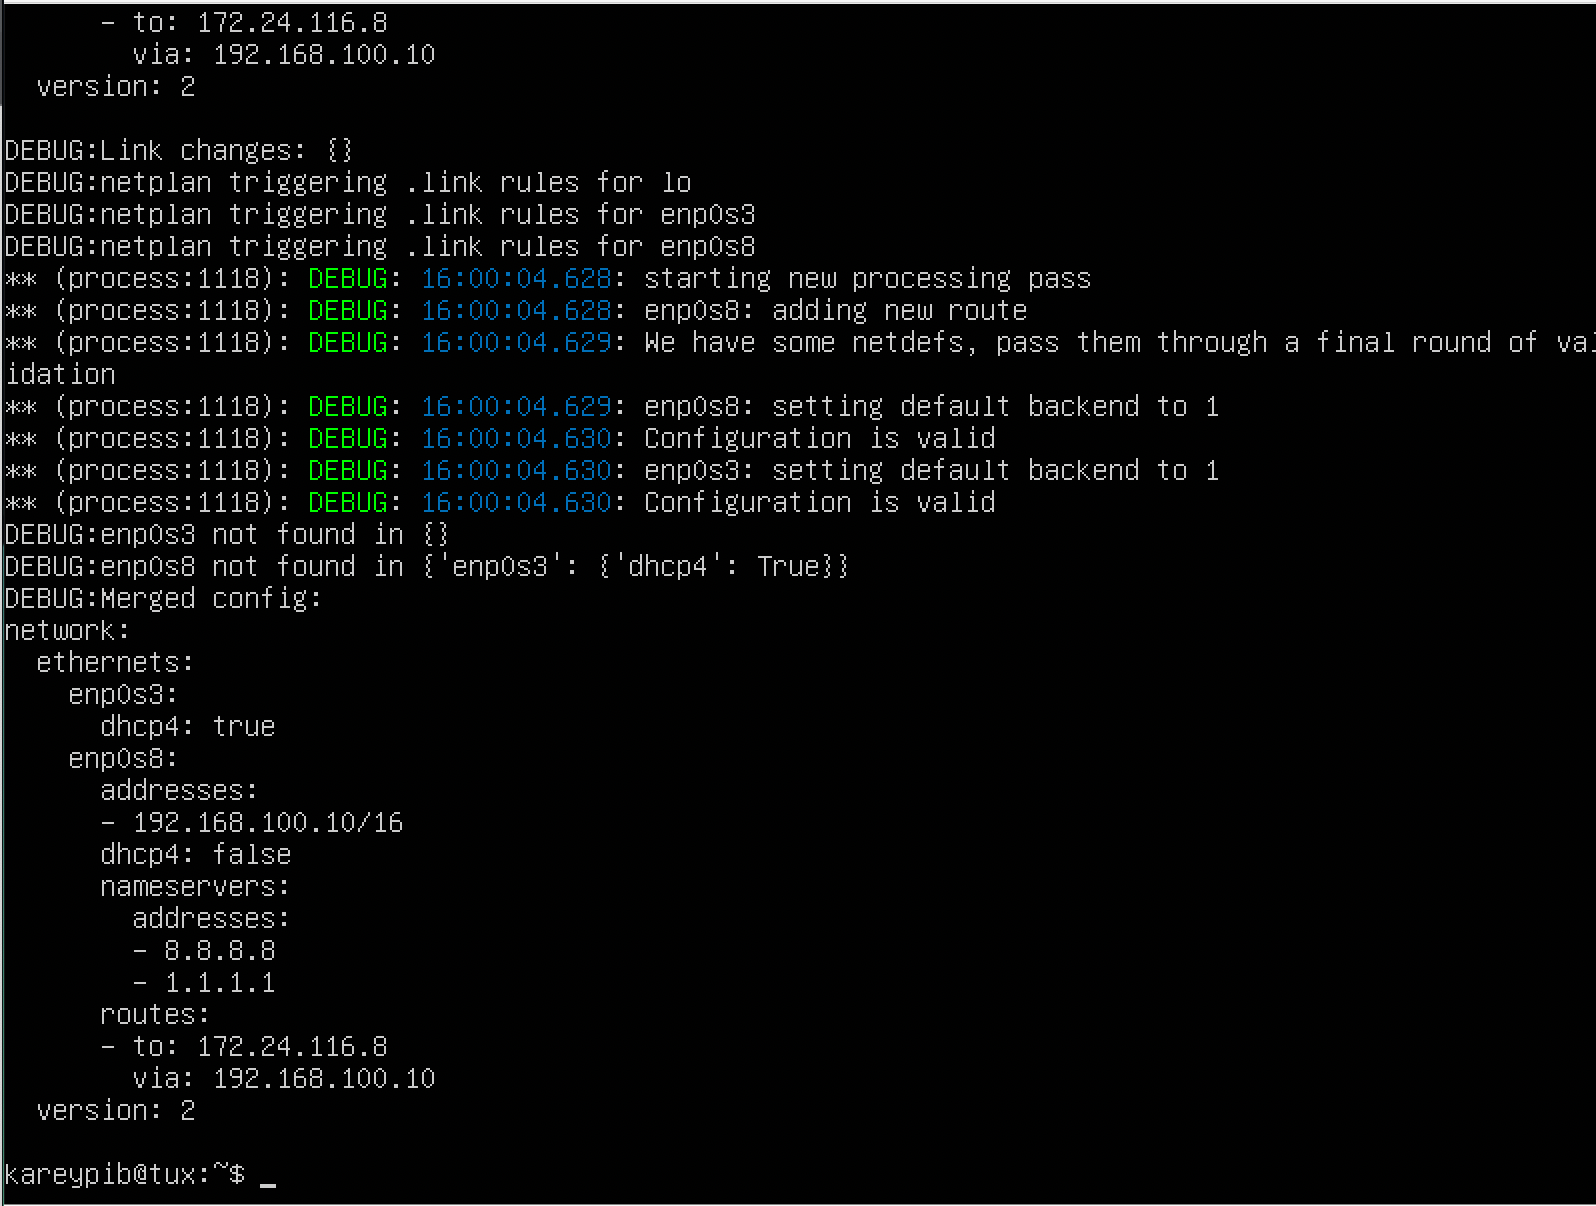 - to: 172.24.116.8
via: 192.168.100.10
version: 2
DEBUG:Link changes: {}
DEBUG:netplan triggering .link rules for lo
DEBUG:netplan triggering .link rules for enp0s3
DEBUG:netplan triggering .link rules for enp0s8
** (process:1118): DEBUG: 16:00:04.628: starting new processing pass
** (process:1118): DEBUG: 16:00:04.628: enp0s8: adding new route
** (process:1118): DEBUG: 16:00:04.629: We have some netdefs, pass them through a final round of val
idation
** (process:1118): DEBUG: 16:00:04.629: enp0s8: setting default backend to 1
** (process:1118): DEBUG: 16:00:04.630: Configuration is valid
** (process:1118): DEBUG: 16:00:04.630: enp0s3: setting default backend to 1
** (process:1118): DEBUG: 16:00:04.630: Configuration is valid
DEBUG:enp0s3 not found in {}
DEBUG:enp0s8 not found in {'enp0s3': {'dhcp4': True}}
DEBUG:Merged config:
network:
ethernets:
enp0s3:
dhcp4: true
enp0s8:
addresses:
- 192.168.100.10/16
dhcp4: false
nameservers:
addresses:
- 8.8.8.8
- 1.1.1.1
routes:
- to: 172.24.116.8
via: 192.168.100.10
version: 2
kareypib@tux:~$ _